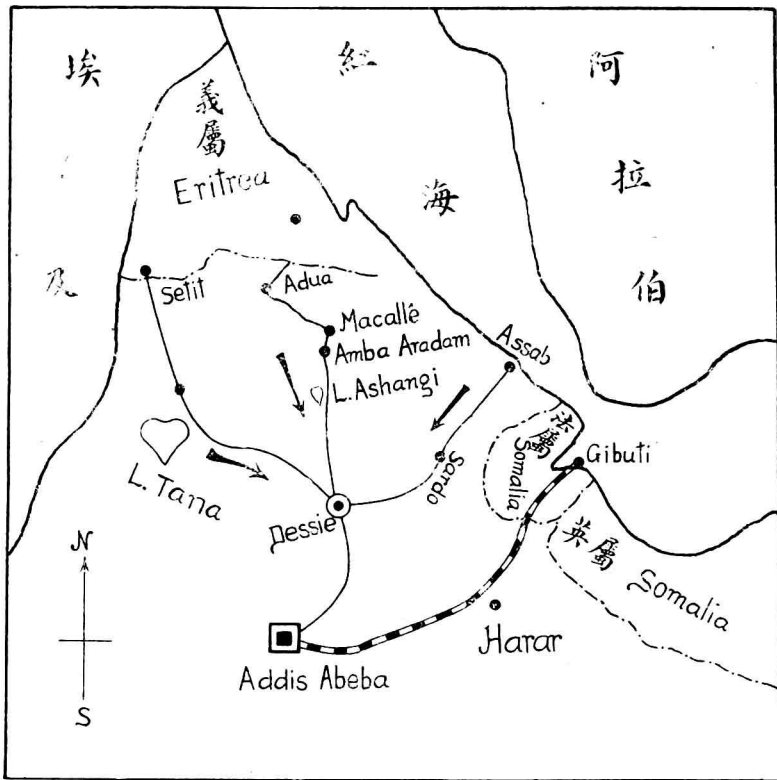 埃及
紅海
阿拉伯
義屬
Eritrea
Setit
Adua
Macallé
Amba Aradam
L. Ashangi
Assab
法屬
Somalia
Gibuti
L. Tana
Sardo
Dessie
英屬 Somalia
N
S
Harar
Addis Abeba